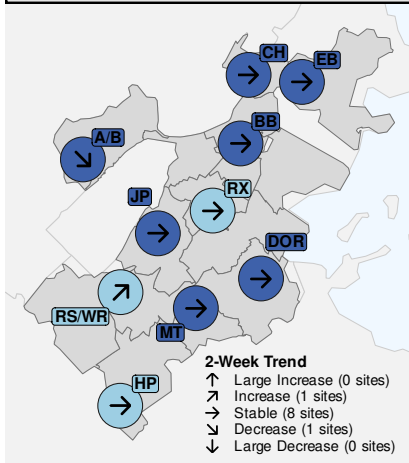 CH
EB
BB
A/B
RX
JP
DOR
RS/WR
MT
HP
2-Week Trend
↑ Large Increase (0 sites)
↗ Increase (1 sites)
→ Stable (8 sites)
↘ Decrease (1 sites)
↓ Large Decrease (0 sites)